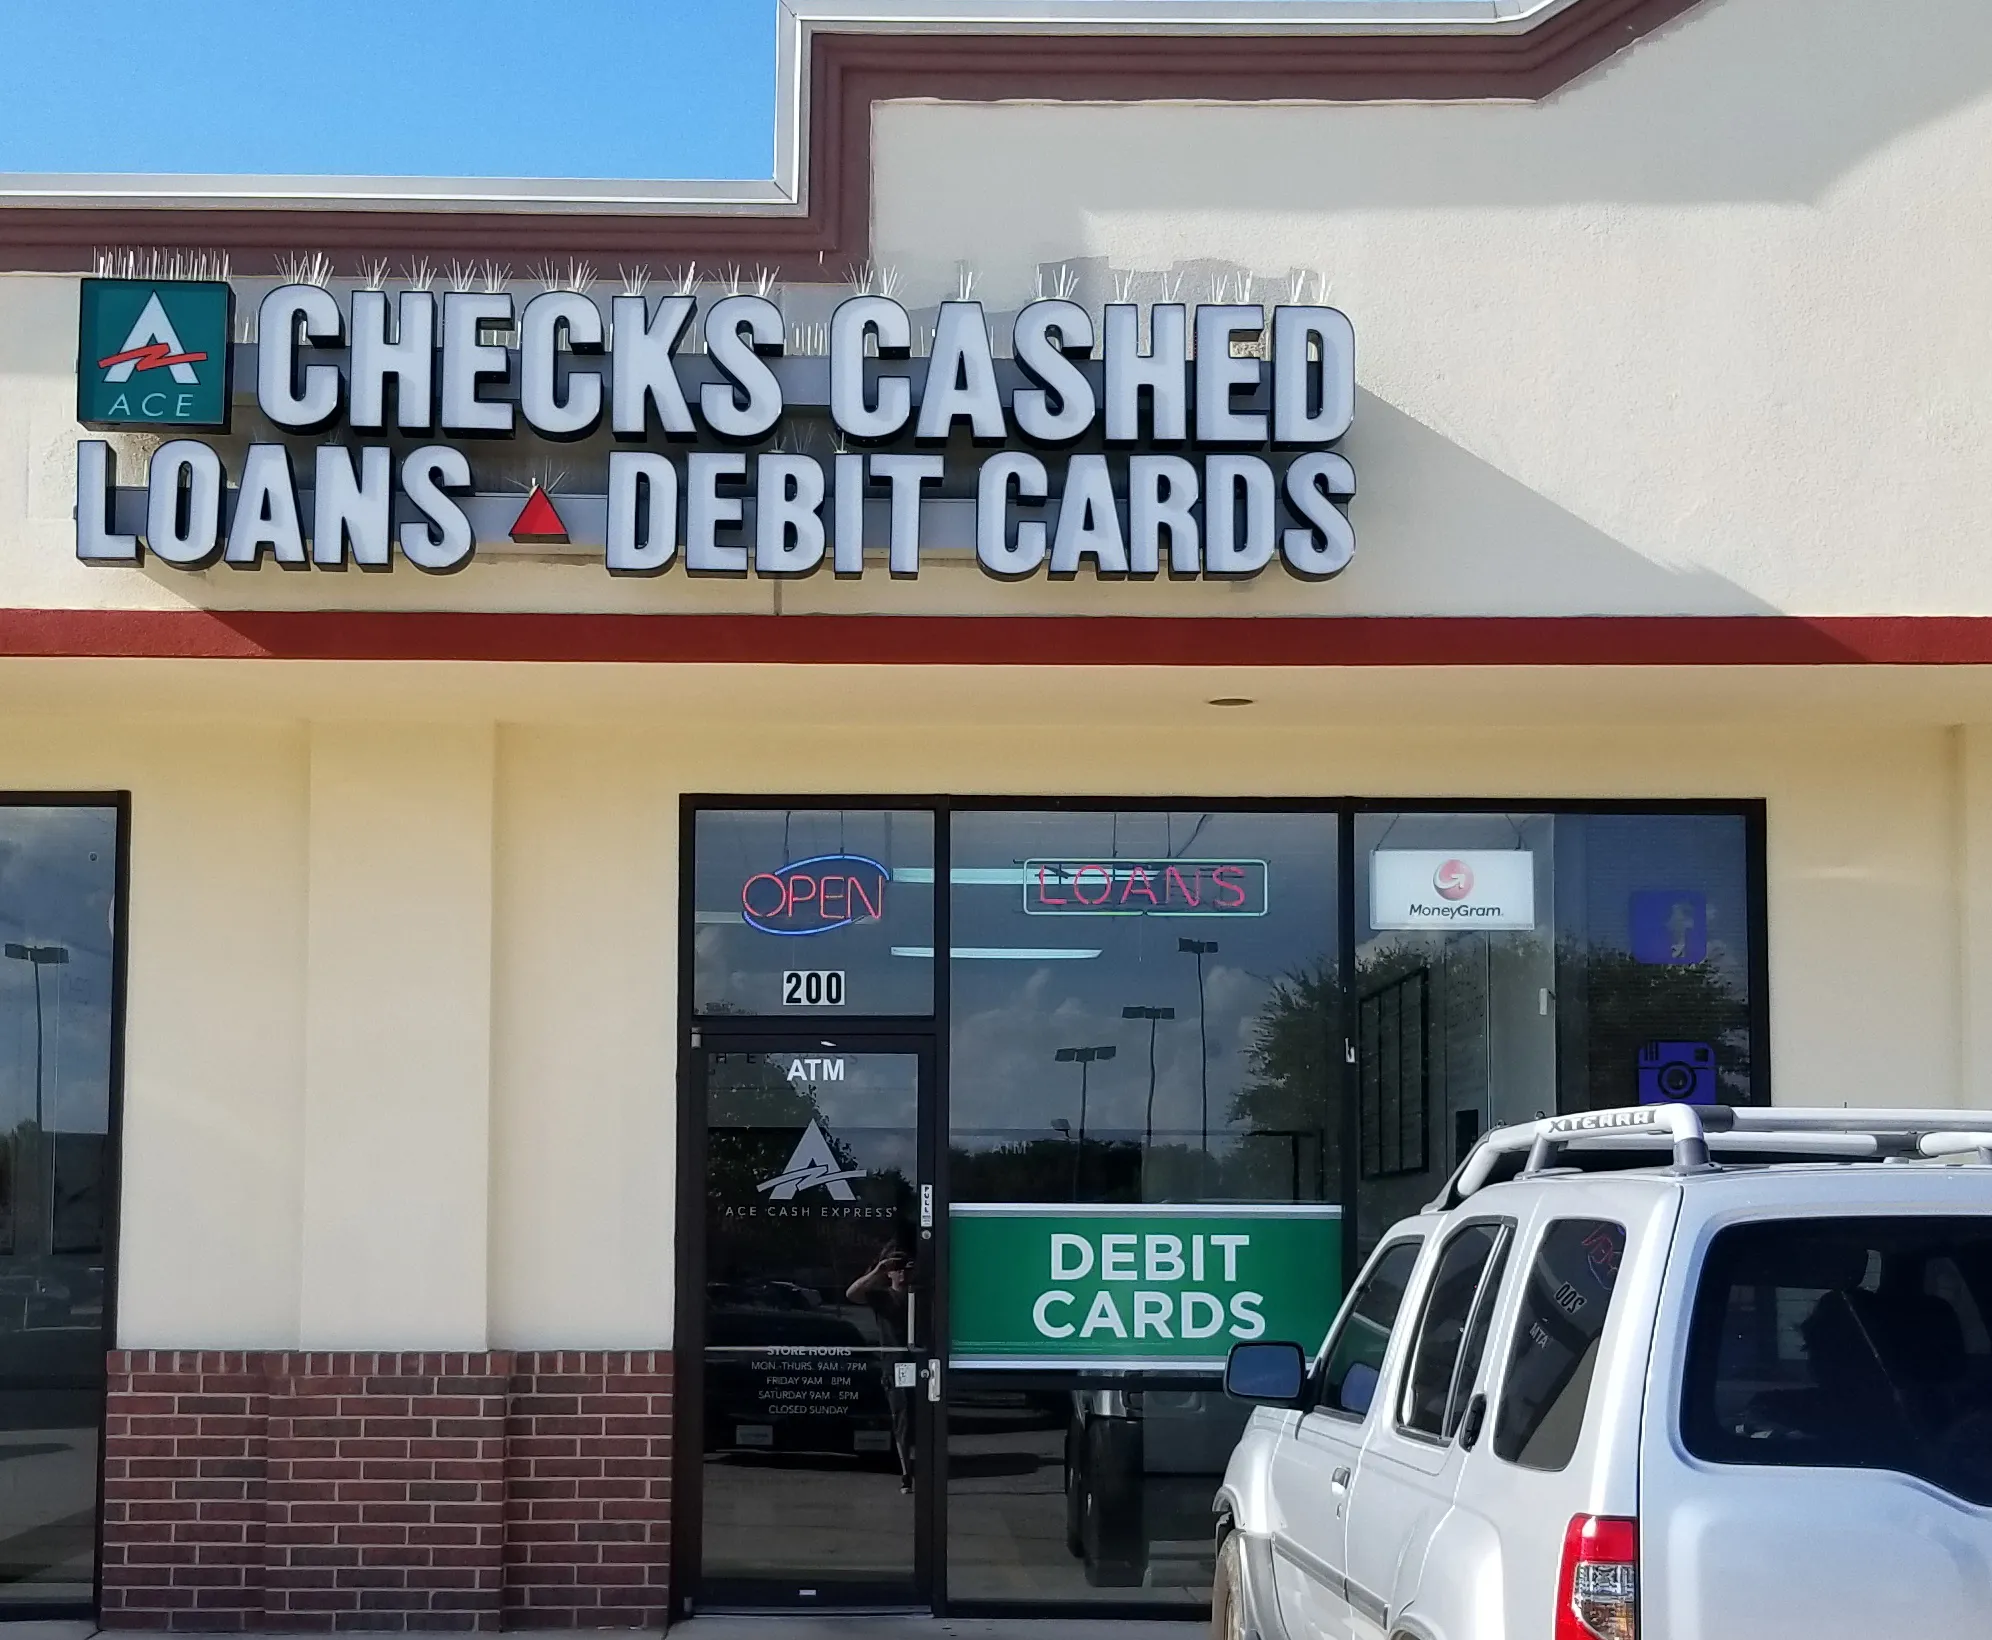 ACE
CHECKS CASHED
LOANS DEBIT CARDS
OPEN
LOANS
MoneyGram
200
ATM
ACE CASH EXPRESS®
PULL
DEBIT
CARDS
STORE HOURS
MON.-THURS. 9AM - 7PM
FRIDAY 9AM - 8PM
SATURDAY 9AM - 5PM
CLOSED SUNDAY
XTERRA